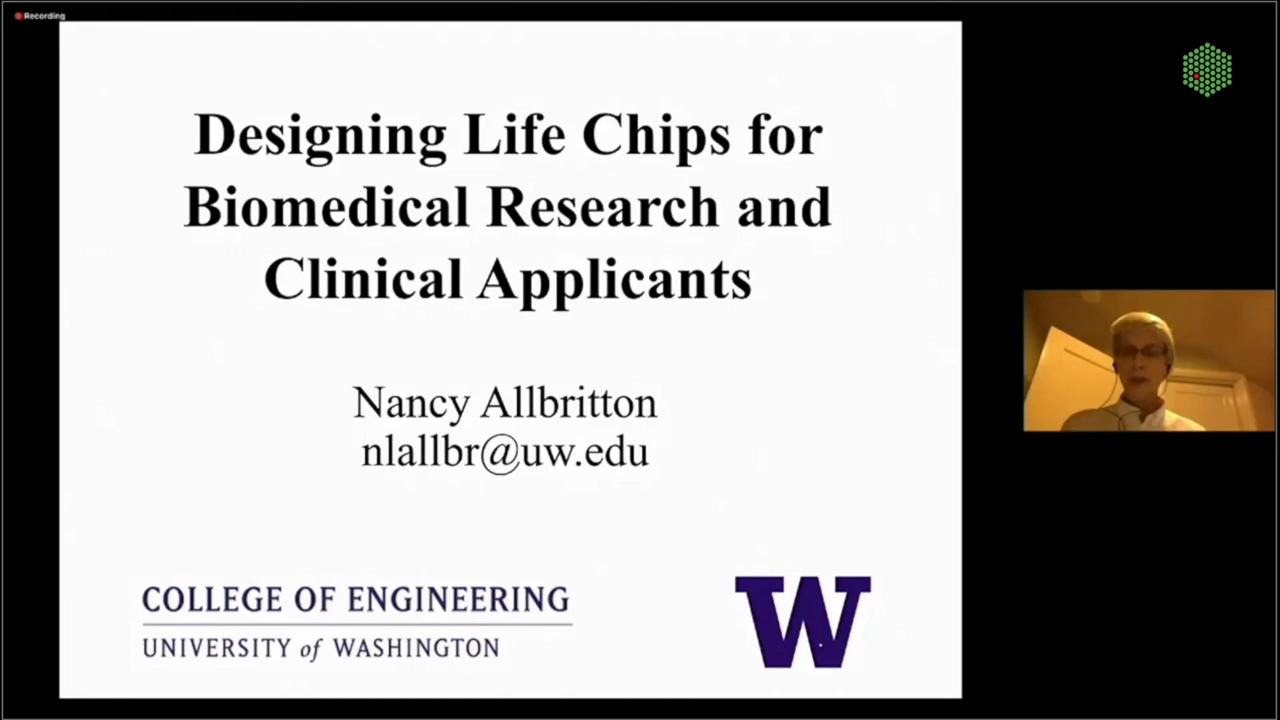 Recording
Designing Life Chips for
Biomedical Research and
Clinical Applicants
Nancy Allbritton
nlallbr@uw.edu
COLLEGE OF ENGINEERING
UNIVERSITY of WASHINGTON
W